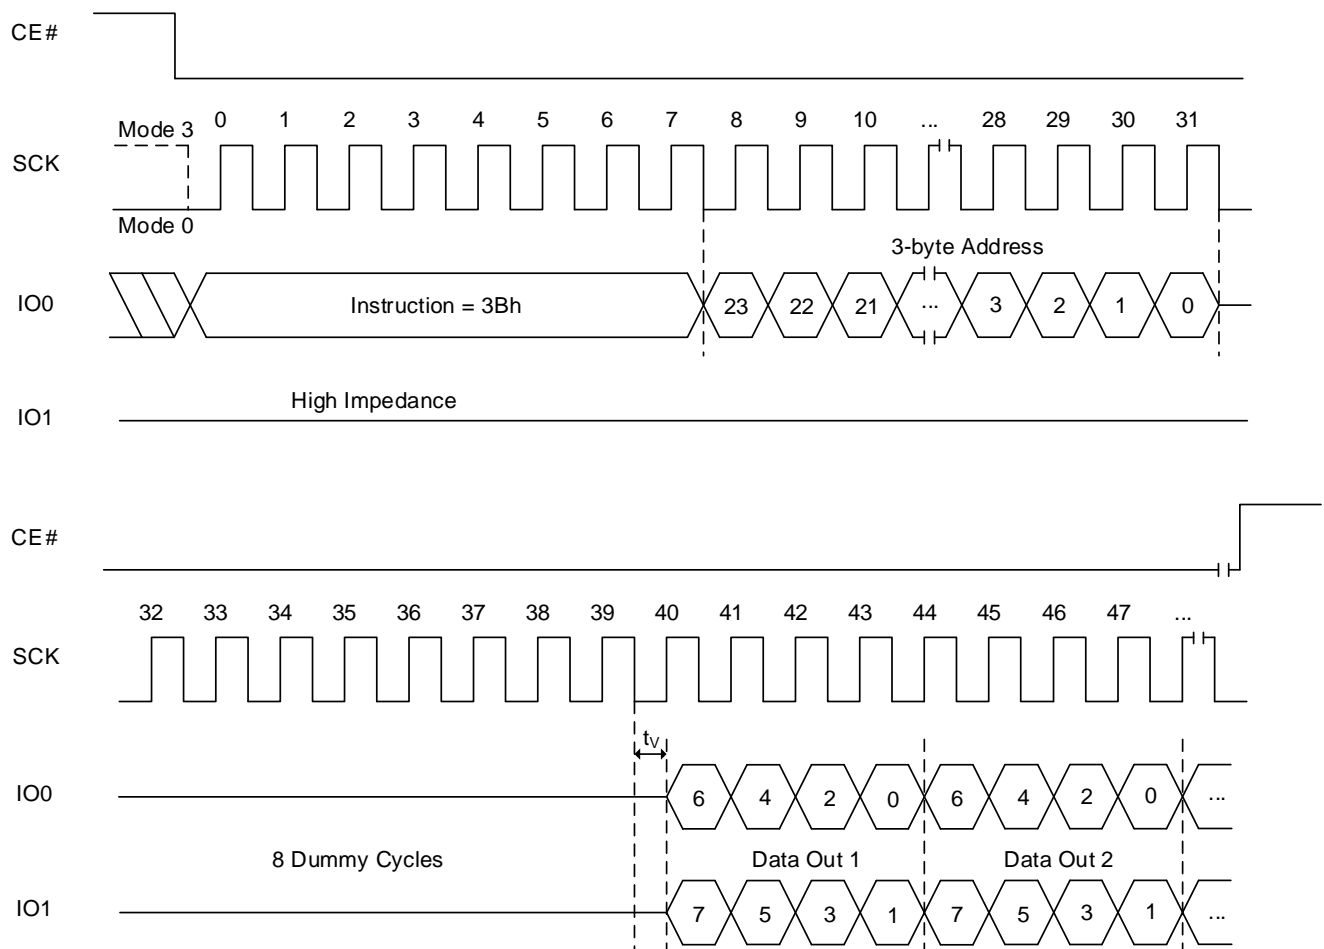 CE#
Mode 3 0 1 2 3 4 5 6 7 8 9 10 ... 28 29 30 31
SCK
Mode 0
3-byte Address
IO0 Instruction = 3Bh 23 22 21 ... 3 2 1 0
High Impedance
IO1
CE#
32 33 34 35 36 37 38 39 40 41 42 43 44 45 46 47 ...
SCK
tV
IO0 6 4 2 0 6 4 2 0 ...
8 Dummy Cycles Data Out 1 Data Out 2
IO1 7 5 3 1 7 5 3 1 ...